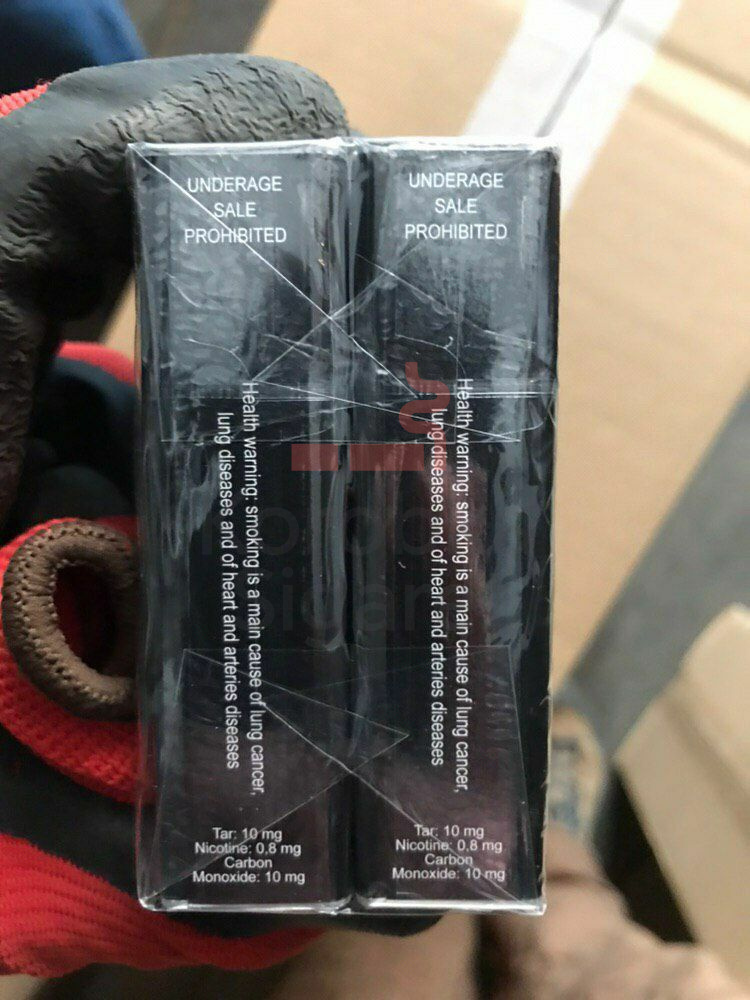 UNDERAGE
SALE
PROHIBITED
Health warning: smoking is a main cause of lung cancer,
lung diseases and of heart and arteries diseases
Tar: 10 mg
Nicotine: 0,8 mg
Carbon
Monoxide: 10 mg
UNDERAGE
SALE
PROHIBITED
Health warning: smoking is a main cause of lung cancer,
lung diseases and of heart and arteries diseases
Tar: 10 mg
Nicotine: 0,8 mg
Carbon
Monoxide: 10 mg